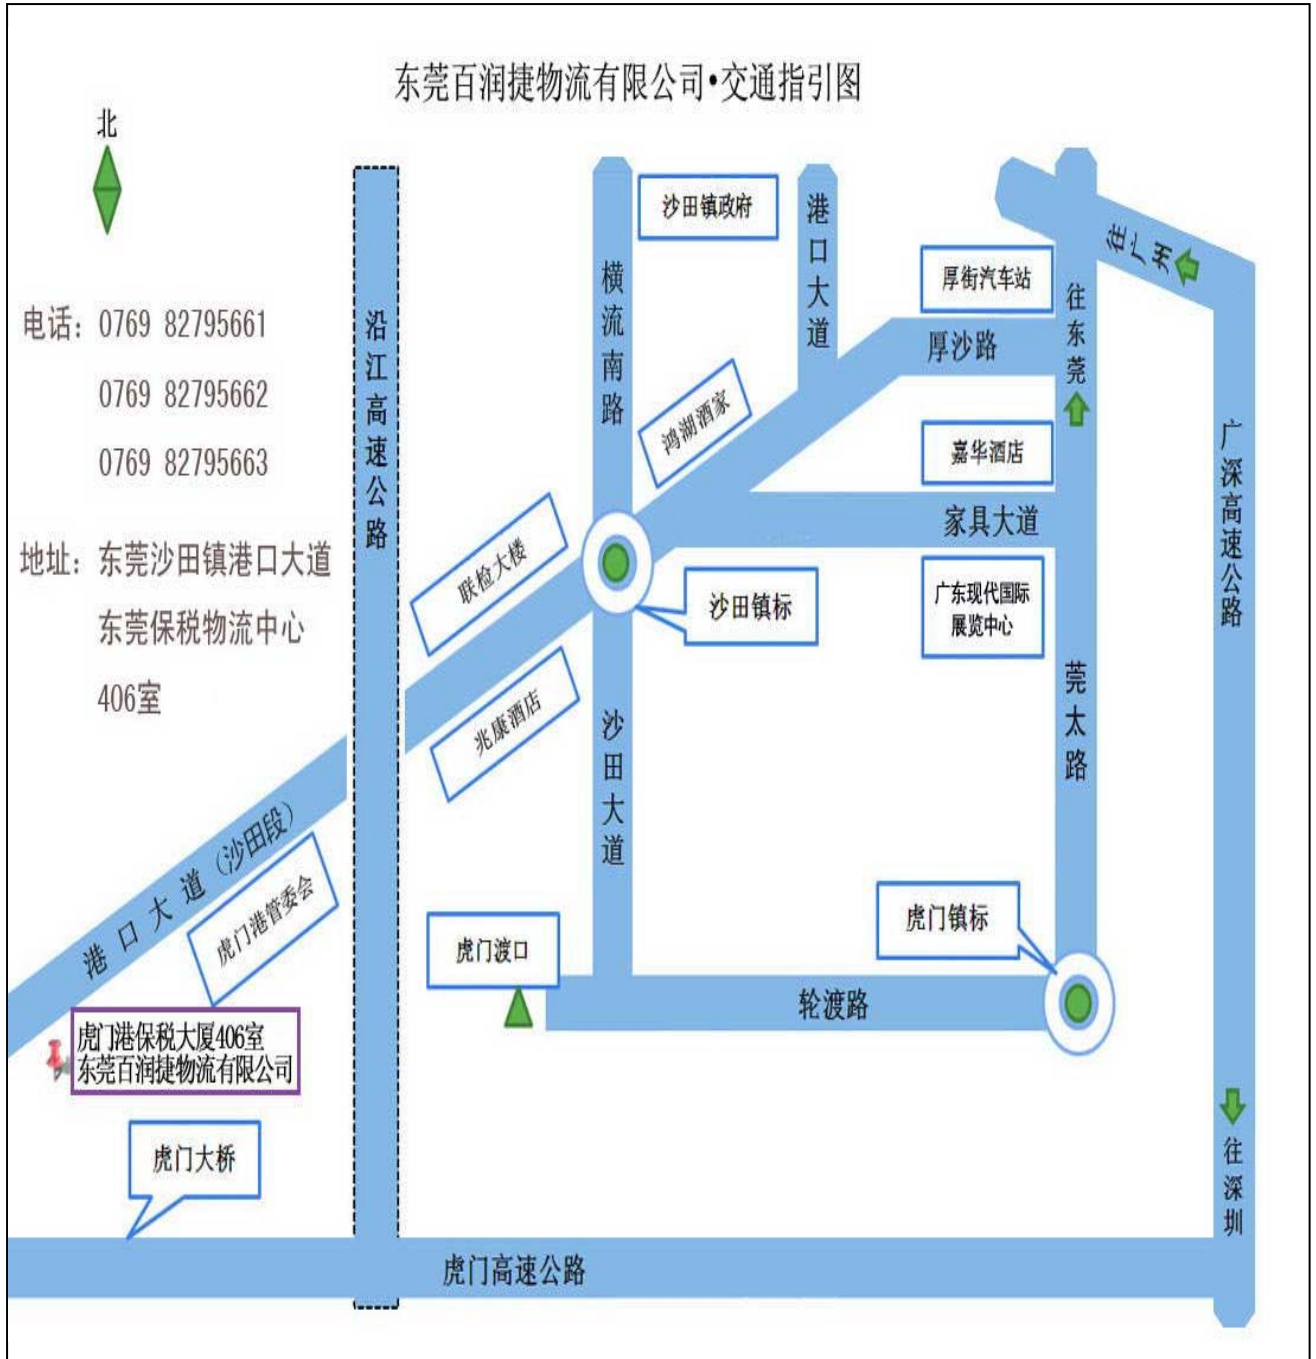 东莞百润捷物流有限公司•交通指引图
北
电话：0769 82795661
0769 82795662
0769 82795663
地址：东莞沙田镇港口大道
东莞保税物流中心
406室
沿江高速公路
横流南路
沙田镇政府
港口大道
厚街汽车站
往东莞
往广州
厚沙路
鸿湖酒家
嘉华酒店
家具大道
广深高速公路
联检大楼
沙田镇标
广东现代国际
展览中心
兆康酒店
沙田大道
莞太路
港口大道（沙田段）
虎门港管委会
虎门渡口
虎门镇标
轮渡路
虎门港保税大厦406室
东莞百润捷物流有限公司
虎门大桥
往深圳
虎门高速公路